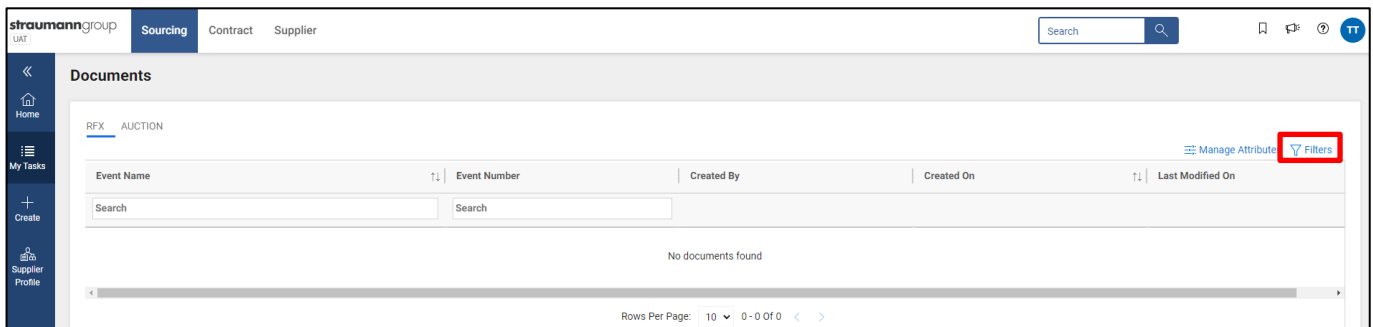 straumanngroup
UAT
Sourcing Contract Supplier
Search
TT
Home
My Tasks
Create
Supplier
Profile
Documents
RFX AUCTION
Manage Attribute Filters
Event Name Event Number Created By Created On Last Modified On
Search Search
No documents found
Rows Per Page: 10 0 - 0 Of 0